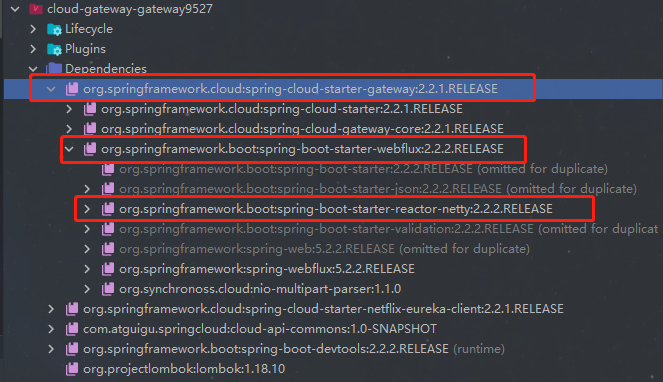 cloud-gateway-gateway9527
Lifecycle
Plugins
Dependencies
org.springframework.cloud:spring-cloud-starter-gateway:2.2.1.RELEASE
org.springframework.cloud:spring-cloud-starter:2.2.1.RELEASE
org.springframework.cloud:spring-cloud-gateway-core:2.2.1.RELEASE
org.springframework.boot:spring-boot-starter-webflux:2.2.2.RELEASE
org.springframework.boot:spring-boot-starter:2.2.2.RELEASE (omitted for duplicate)
org.springframework.boot:spring-boot-starter-json:2.2.2.RELEASE (omitted for duplicate)
org.springframework.boot:spring-boot-starter-reactor-netty:2.2.2.RELEASE
org.springframework.boot:spring-boot-starter-validation:2.2.2.RELEASE (omitted for duplicat
org.springframework:spring-web:5.2.2.RELEASE (omitted for duplicate)
org.springframework:spring-webflux:5.2.2.RELEASE
org.synchronoss.cloud:nio-multipart-parser:1.1.0
org.springframework.cloud:spring-cloud-starter-netflix-eureka-client:2.2.1.RELEASE
com.atguigu.springcloud:cloud-api-commons:1.0-SNAPSHOT
org.springframework.boot:spring-boot-devtools:2.2.2.RELEASE (runtime)
org.projectlombok:lombok:1.18.10